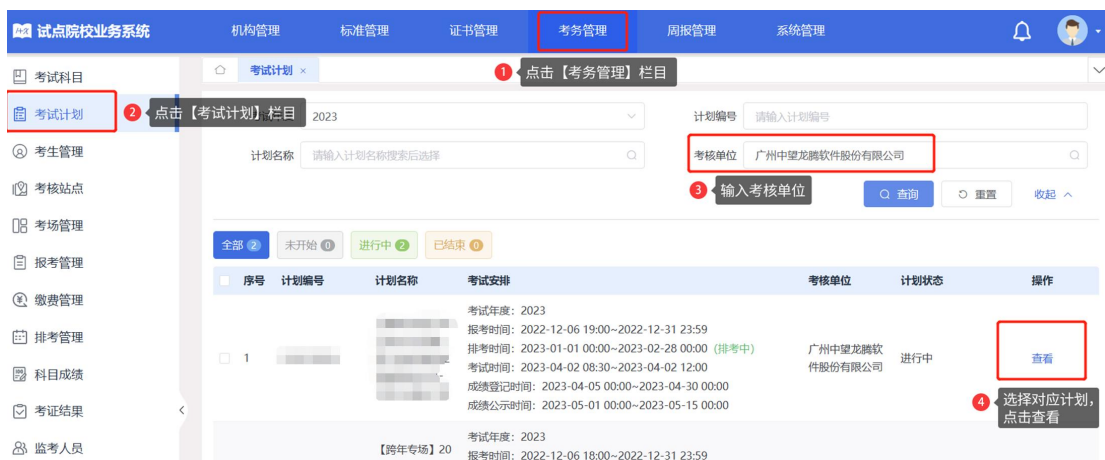 试点院校业务系统
机构管理
标准管理
证书管理
考务管理
周报管理
系统管理
考试科目
考试计划
考生管理
考核站点
考场管理
报考管理
缴费管理
排考管理
科目成绩
考证结果
监考人员
考试计划 ×
1 点击【考务管理】栏目
2 点击【考试计划】栏目
2023
计划编号 请输入计划编号
计划名称 请输入计划名称搜索后选择
考核单位 广州中望龙腾软件股份有限公司
3 输入考核单位
查询
重置
收起
全部 2
未开始 0
进行中 2
已结束 0
序号 计划编号 计划名称 考试安排 考核单位 计划状态 操作
1
考试年度：2023
报考时间：2022-12-06 19:00~2022-12-31 23:59
排考时间：2023-01-01 00:00~2023-02-28 00:00 (排考中)
考试时间：2023-04-02 08:30~2023-04-02 12:00
成绩登记时间：2023-04-05 00:00~2023-04-30 00:00
成绩公示时间：2023-05-01 00:00~2023-05-15 00:00
广州中望龙腾软
件股份有限公司
进行中
查看
4 选择对应计划，
点击查看
【跨年专场】20
考试年度：2023
报考时间：2022-12-06 18:00~2022-12-31 23:59